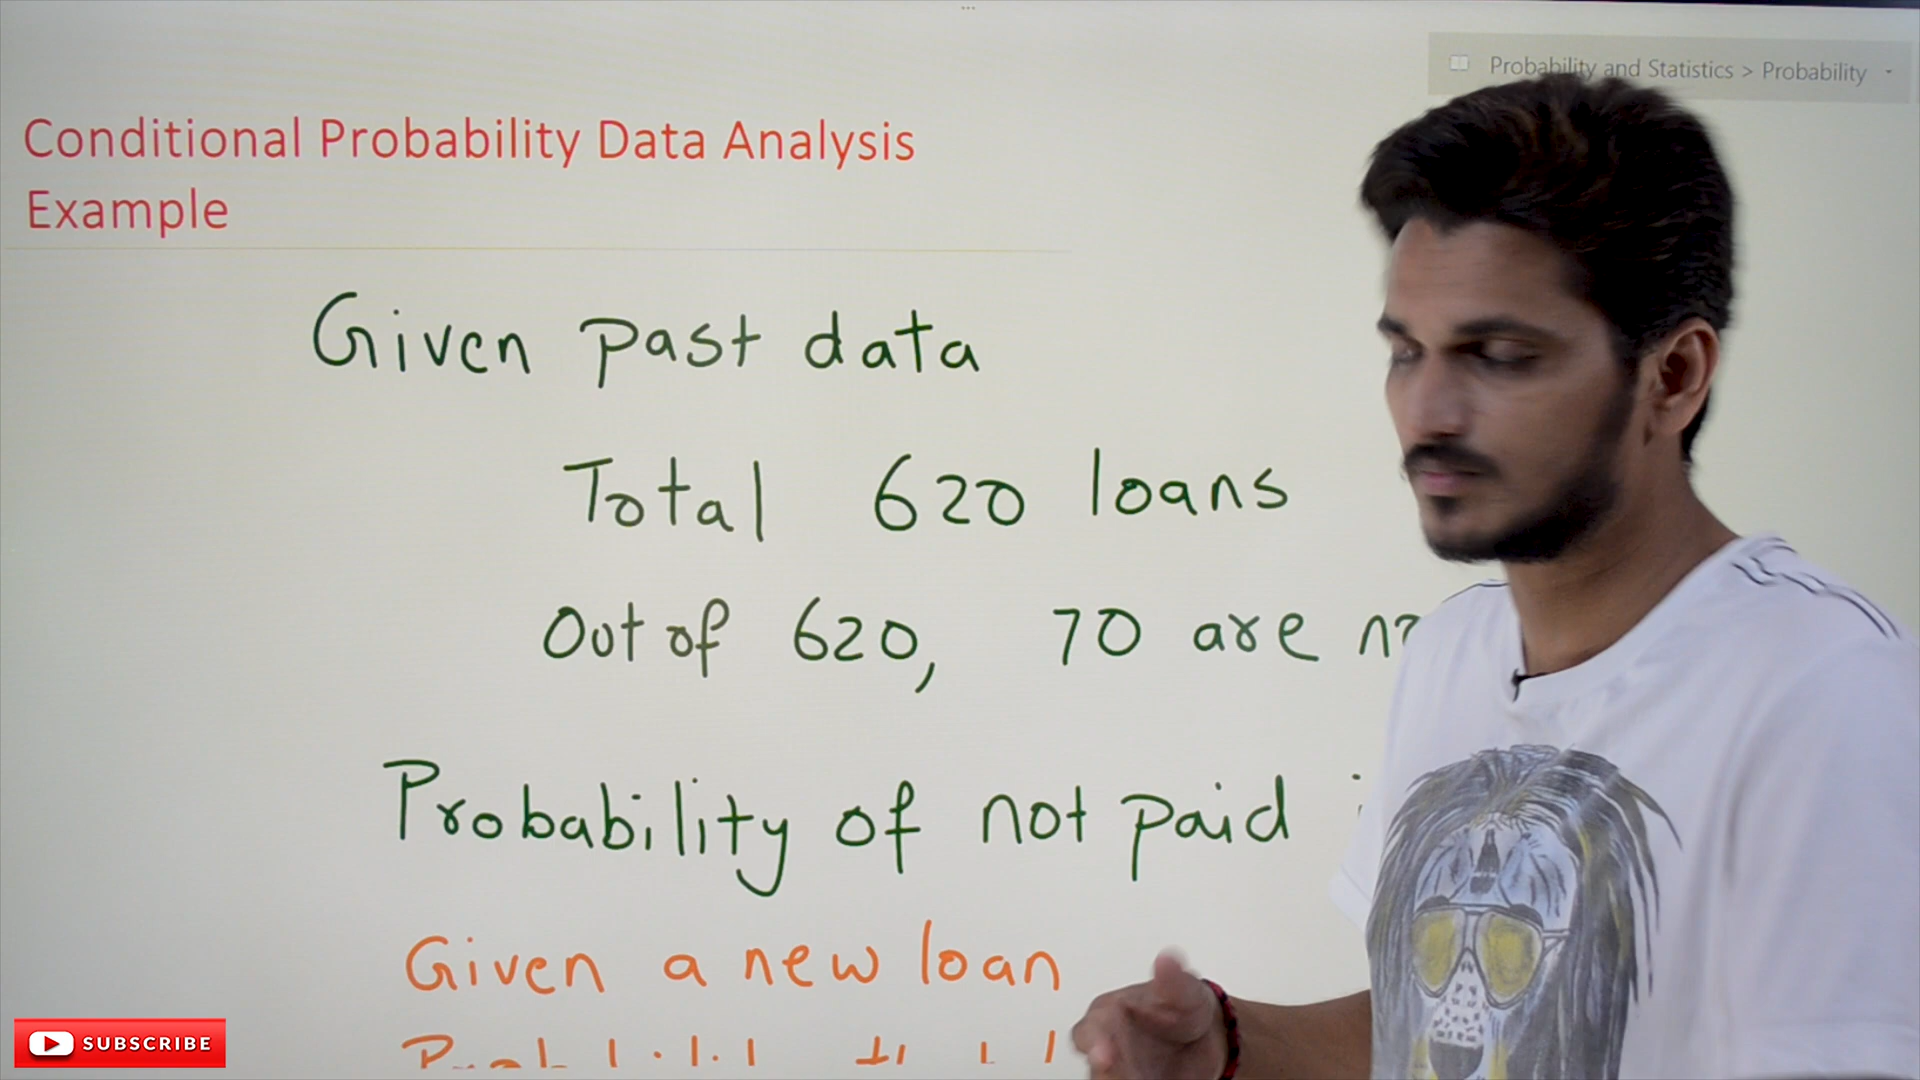 Probability and Statistics > Probability
Conditional Probability Data Analysis
Example
Given past data
Total 620 loans
Out of 620, 70 are
Probability of not paid
Given a new loan
SUBSCRIBE